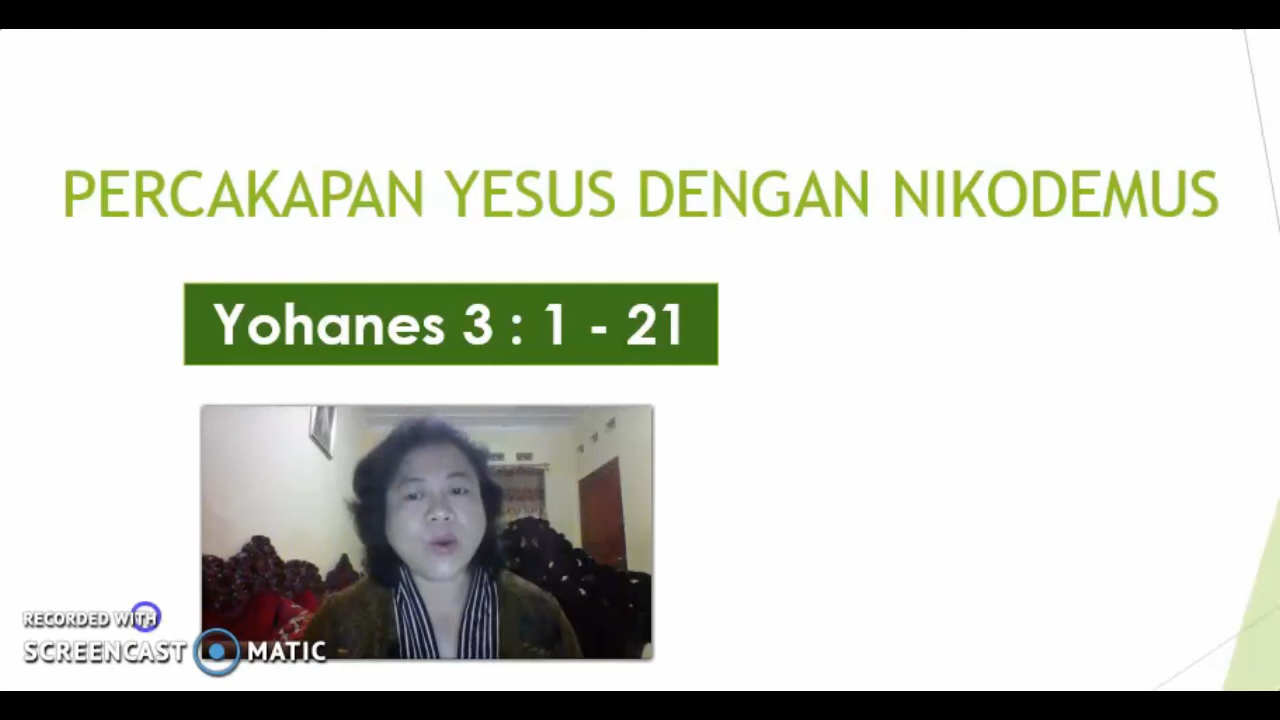 PERCAKAPAN YESUS DENGAN NIKODEMUS
Yohanes 3 : 1 - 21
RECORDED WITH
SCREENCAST MATIC